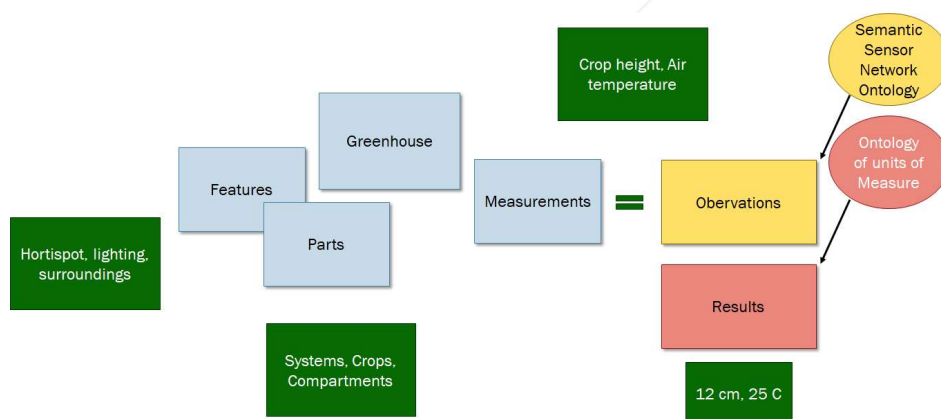 Semantic
Sensor
Network
Ontology
Crop height, Air
temperature
Greenhouse
Ontology
of units of
Measure
Features
Measurements
=
Obervations
Parts
Hortispot, lighting,
surroundings
Results
Systems, Crops,
Compartments
12 cm, 25 C